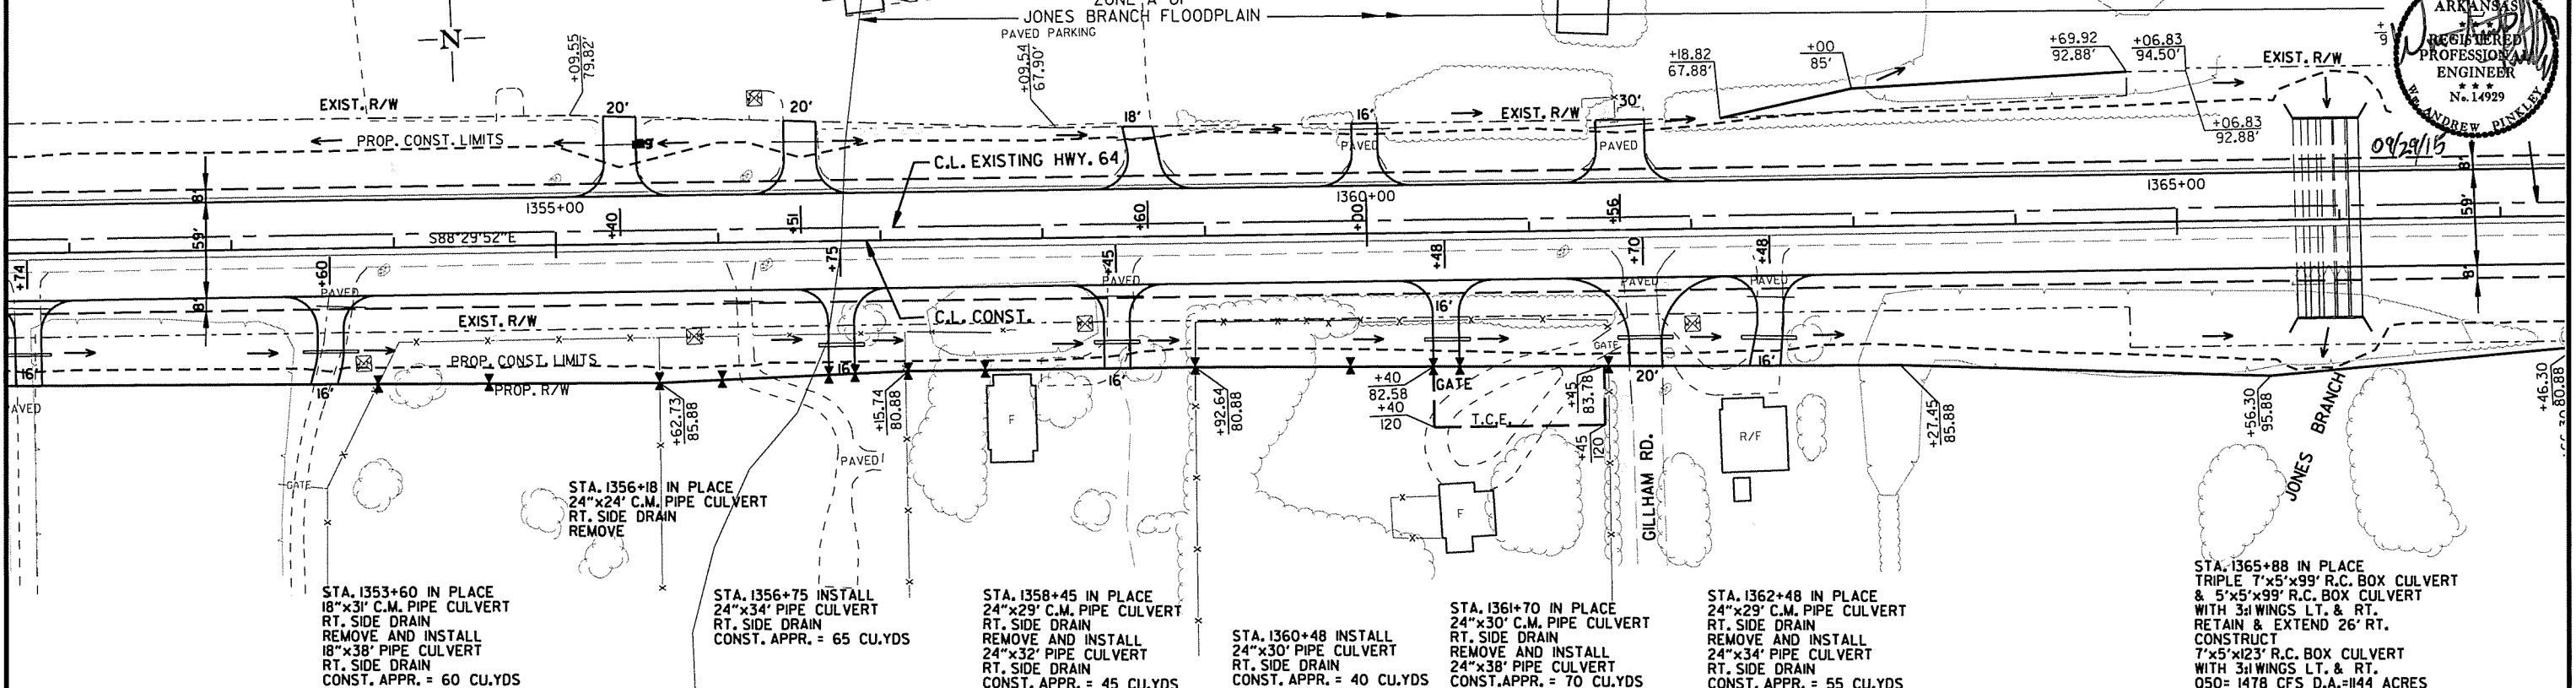 JONES BRANCH FLOODPLAIN
PAVED PARKING
N
+09.55
79.82'
+09.54
67.90'
+18.82
67.88'
+00
85'
+69.92
92.88'
+06.83
94.50'
EXIST. R/W
ARKANSAS
REGISTERED
PROFESSIONAL
ENGINEER
No. 14929
ANDREW PINKLEY
09/29/15
+06.83
92.88'
EXIST. R/W
20'
20'
18'
16'
EXIST. R/W
30'
PROP. CONST. LIMITS
PAVED
PAVED
C.L. EXISTING HWY. 64
8'
8'
1355+00
1360+00
1365+00
+40
+51
+60
+00
+56
59'
59'
S88°29'52"E
+74
+60
+75
+45
+48
+70
+48
PAVED
PAVED
PAVED
PAVED
8'
8'
16'
EXIST. R/W
C.L. CONST.
GATE
PROP. CONST. LIMITS
16'
16'
16'
16'
20'
16'
PROP. R/W
16'
AVED
+62.73
85.88
+15.74
80.88
+92.64
80.88
+40
82.58
+40
120
GATE
T.C.E.
+45
83.78
+45
120
+27.45
85.88
+56.30
95.88
+46.30
80.88
F
R/F
F
GILLHAM RD.
JONES BRANCH
PAVED
GATE
STA. 1356+18 IN PLACE
24"x24' C.M. PIPE CULVERT
RT. SIDE DRAIN
REMOVE
STA. 1353+60 IN PLACE
18"x31' C.M. PIPE CULVERT
RT. SIDE DRAIN
REMOVE AND INSTALL
18"x38' PIPE CULVERT
RT. SIDE DRAIN
CONST. APPR. = 60 CU.YDS
STA. 1356+75 INSTALL
24"x34' PIPE CULVERT
RT. SIDE DRAIN
CONST. APPR. = 65 CU.YDS
STA. 1358+45 IN PLACE
24"x29' C.M. PIPE CULVERT
RT. SIDE DRAIN
REMOVE AND INSTALL
24"x32' PIPE CULVERT
RT. SIDE DRAIN
CONST. APPR. = 45 CU.YDS
STA. 1360+48 INSTALL
24"x30' PIPE CULVERT
RT. SIDE DRAIN
CONST. APPR. = 40 CU.YDS
STA. 1361+70 IN PLACE
24"x30' C.M. PIPE CULVERT
RT. SIDE DRAIN
REMOVE AND INSTALL
24"x38' PIPE CULVERT
RT. SIDE DRAIN
CONST.APPR. = 70 CU.YDS
STA. 1362+48 IN PLACE
24"x29' C.M. PIPE CULVERT
RT. SIDE DRAIN
REMOVE AND INSTALL
24"x34' PIPE CULVERT
RT. SIDE DRAIN
CONST. APPR. = 55 CU.YDS
STA. 1365+88 IN PLACE
TRIPLE 7'x5'x99' R.C. BOX CULVERT
& 5'x5'x99' R.C. BOX CULVERT
WITH 3:1 WINGS LT. & RT.
RETAIN & EXTEND 26' RT.
CONSTRUCT
7'x5'x123' R.C. BOX CULVERT
WITH 3:1 WINGS LT. & RT.
Q50= 1478 CFS D.A.=1144 ACRES